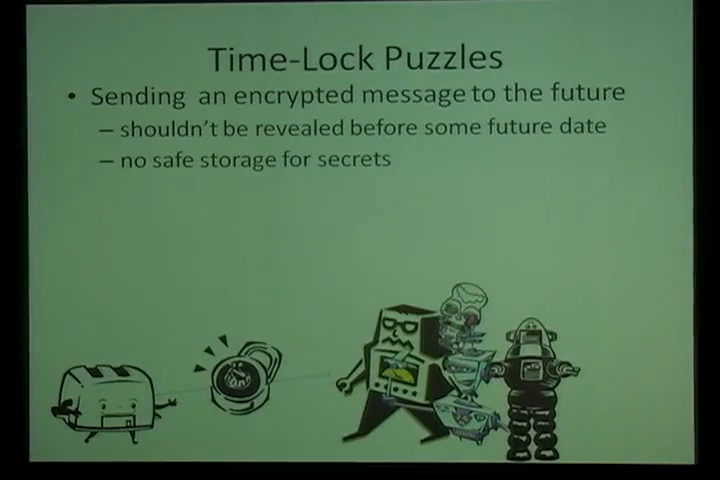 Time-Lock Puzzles
• Sending an encrypted message to the future
– shouldn't be revealed before some future date
– no safe storage for secrets